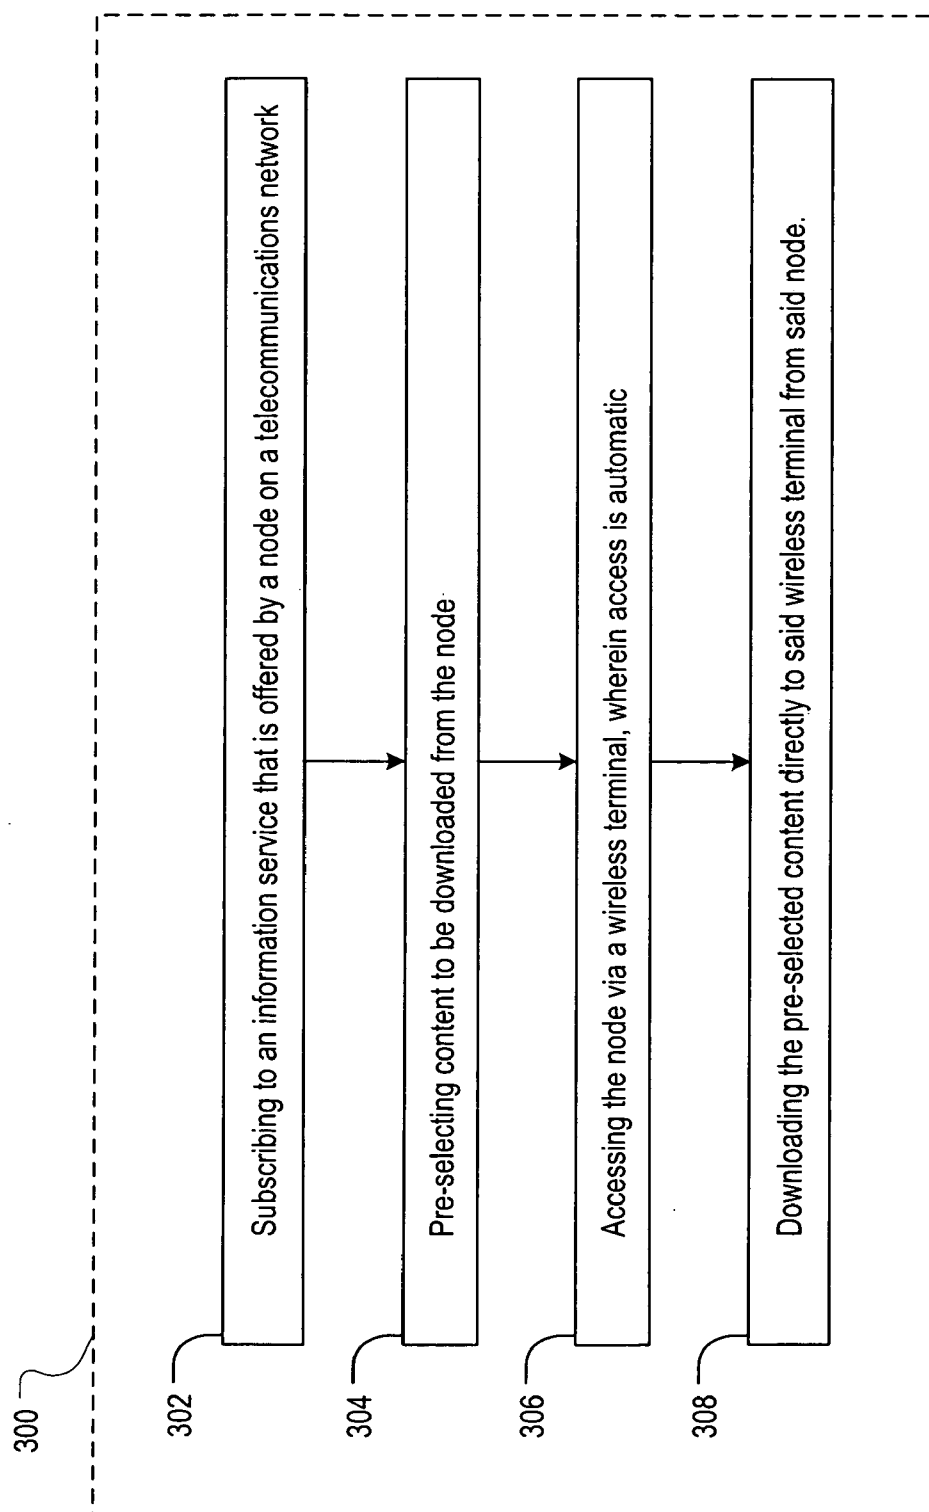 300
302
Subscribing to an information service that is offered by a node on a telecommunications network
304
Pre-selecting content to be downloaded from the node
306
Accessing the node via a wireless terminal, wherein access is automatic
308
Downloading the pre-selected content directly to said wireless terminal from said node.